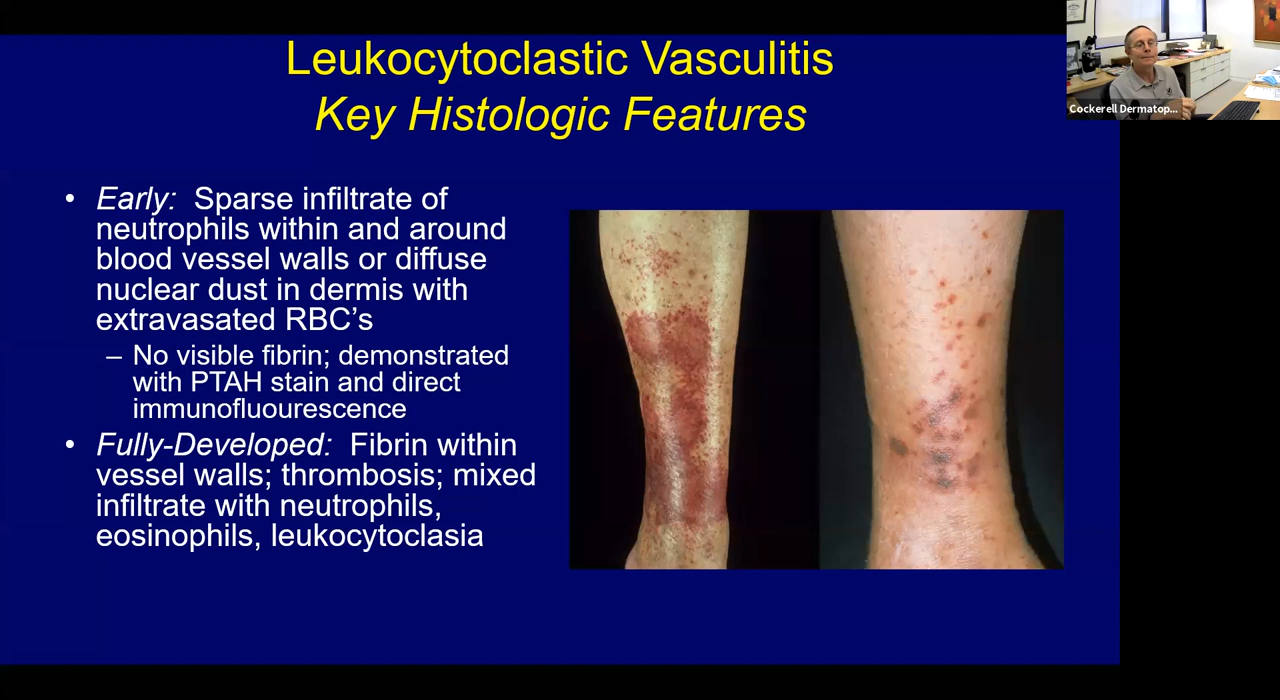 Leukocytoclastic Vasculitis
Key Histologic Features
• Early: Sparse infiltrate of
neutrophils within and around
blood vessel walls or diffuse
nuclear dust in dermis with
extravasated RBC’s
– No visible fibrin; demonstrated
with PTAH stain and direct
immunofluourescence
• Fully-Developed: Fibrin within
vessel walls; thrombosis; mixed
infiltrate with neutrophils,
eosinophils, leukocytoclasia
Cockerell Dermatop...